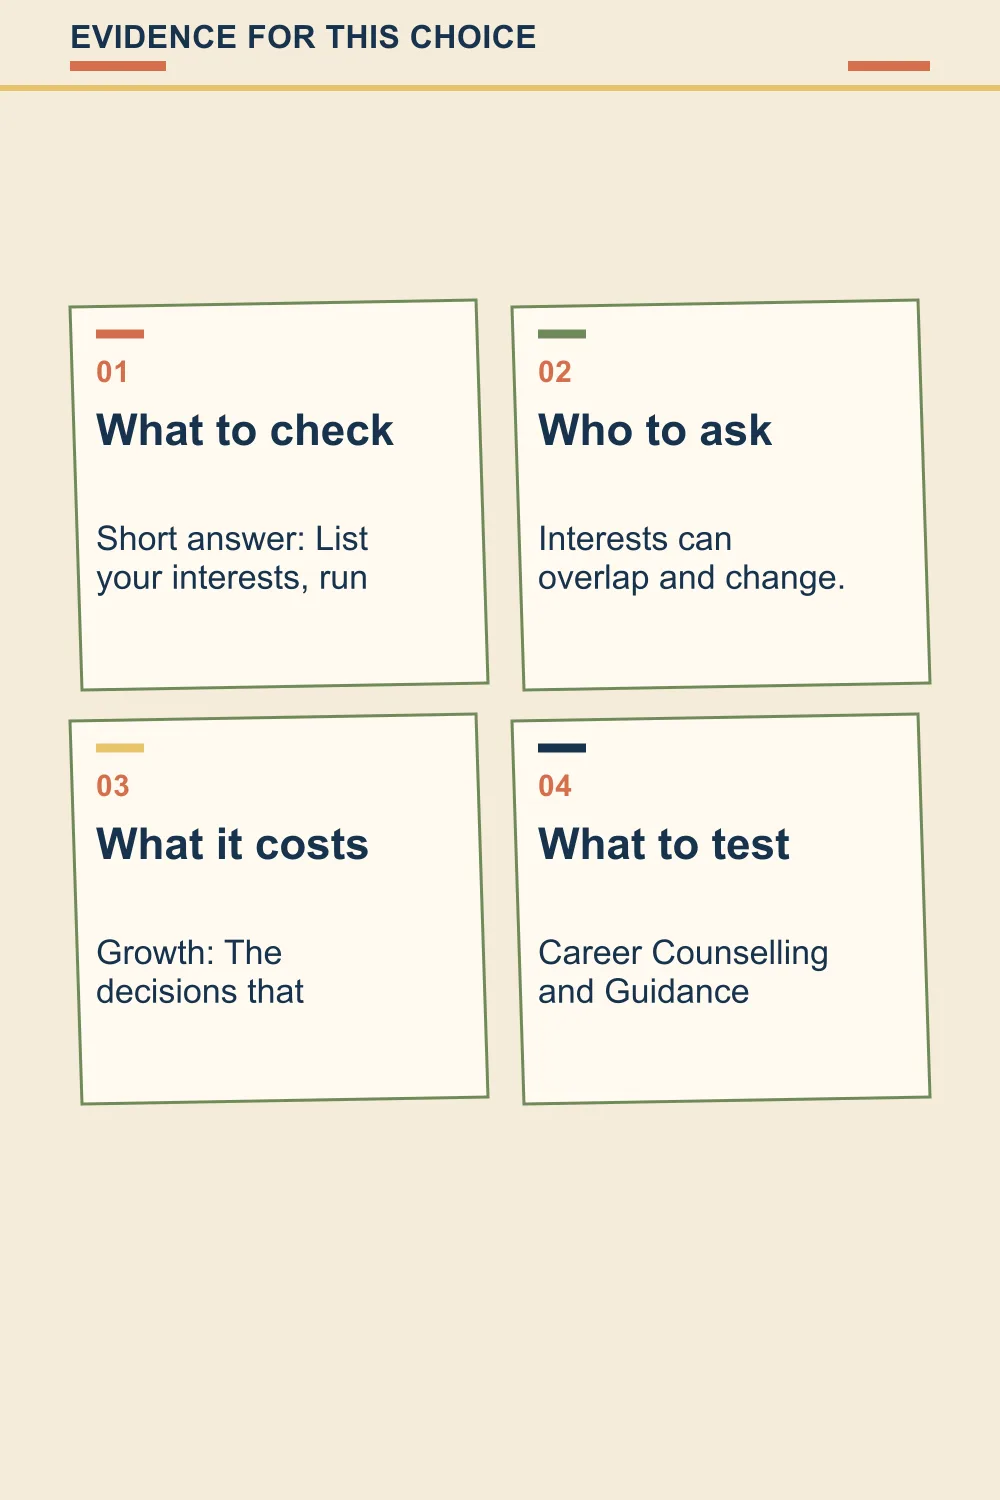 EVIDENCE FOR THIS CHOICE
01
What to check
Short answer: List
your interests, run
02
Who to ask
Interests can
overlap and change.
03
What it costs
Growth: The
decisions that
04
What to test
Career Counselling
and Guidance